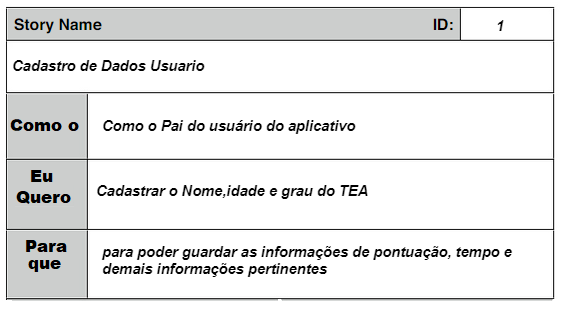 Story Name ID: 1
Cadastro de Dados Usuario
Como o Como o Pai do usuário do aplicativo
Eu
Quero
Cadastrar o Nome,idade e grau do TEA
Para
que
para poder guardar as informações de pontuação, tempo e
demais informações pertinentes